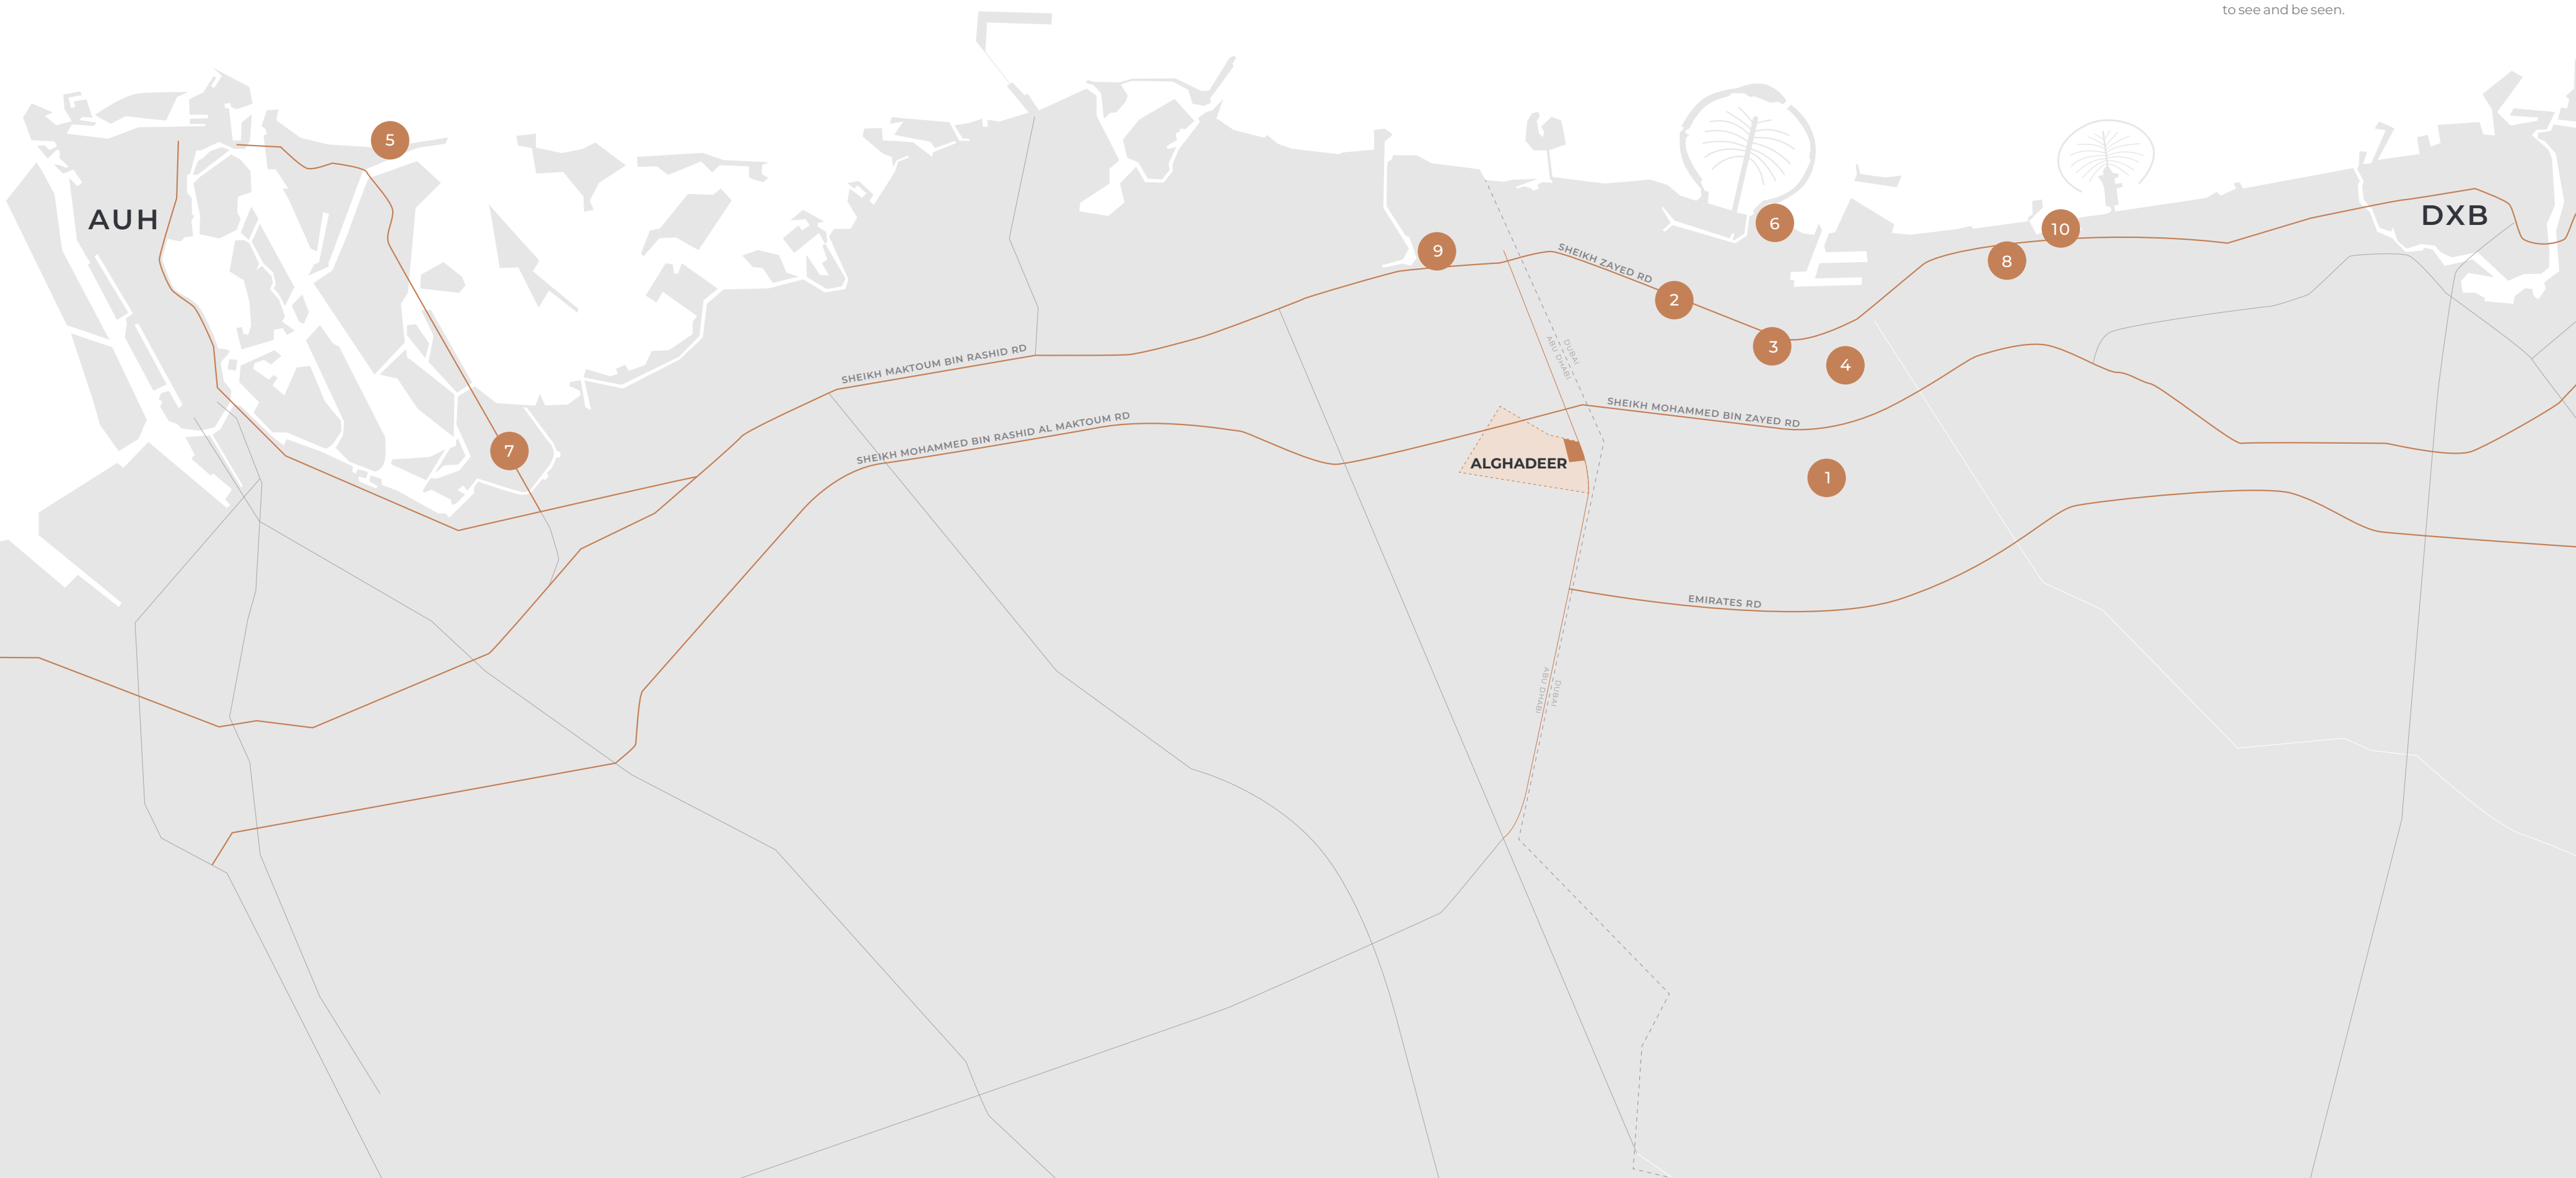 to see and be seen.
5
AUH
DXB
6
10
9
8
SHEIKH ZAYED RD
2
3
4
DUBAI
ABU DHABI
SHEIKH MAKTOUM BIN RASHID RD
SHEIKH MOHAMMED BIN ZAYED RD
SHEIKH MOHAMMED BIN RASHID AL MAKTOUM RD
7
ALGHADEER
1
EMIRATES RD
ABU DHABI
DUBAI